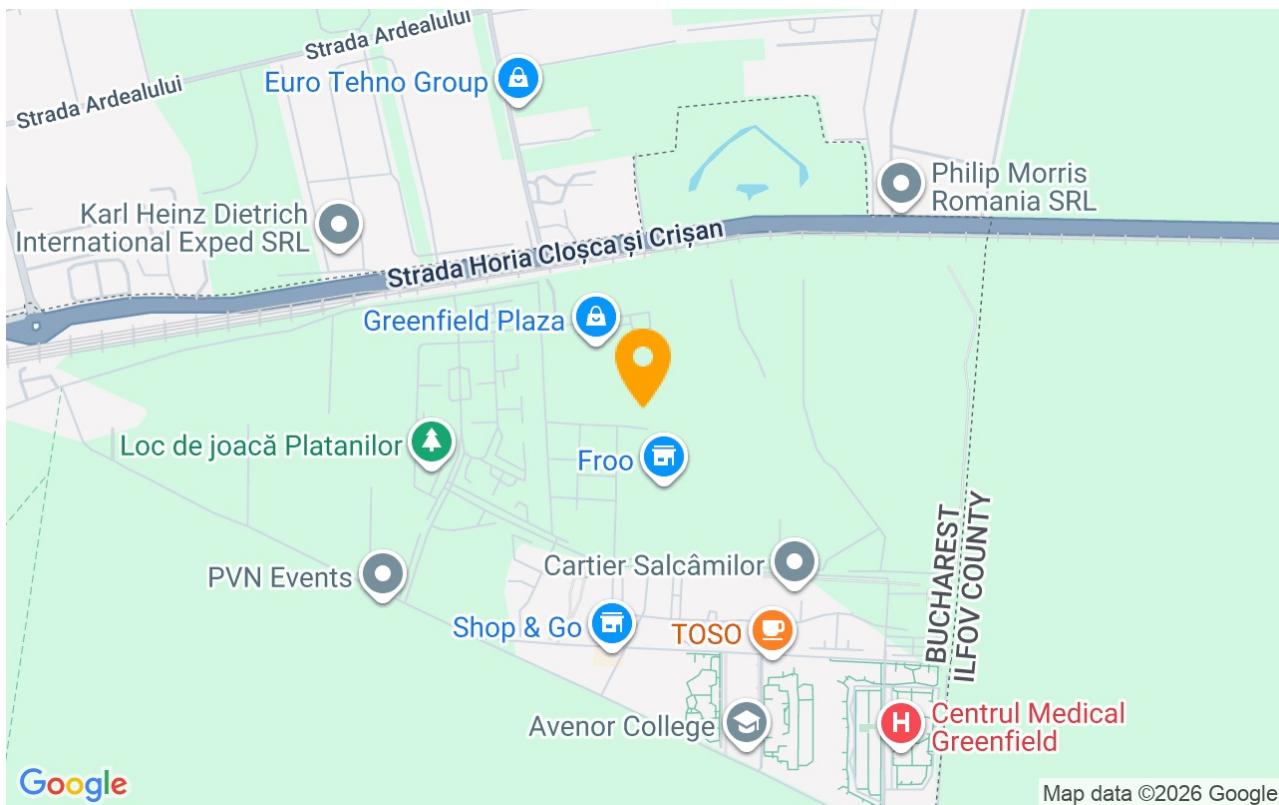 Strada Ardealului
Strada Ardealului
Euro Tehno Group
Philip Morris
Romania SRL
Karl Heinz Dietrich
International Exped SRL
Strada Horia Cloșca și Crișan
Greenfield Plaza
Loc de joacă Platanilor
Froo
BUCHAREST
ILFOV COUNTY
Cartier Salcâmilor
PVN Events
Shop & Go
TOSO
Avenor College
H
Centrul Medical
Greenfield
Google
Map data ©2026 Google